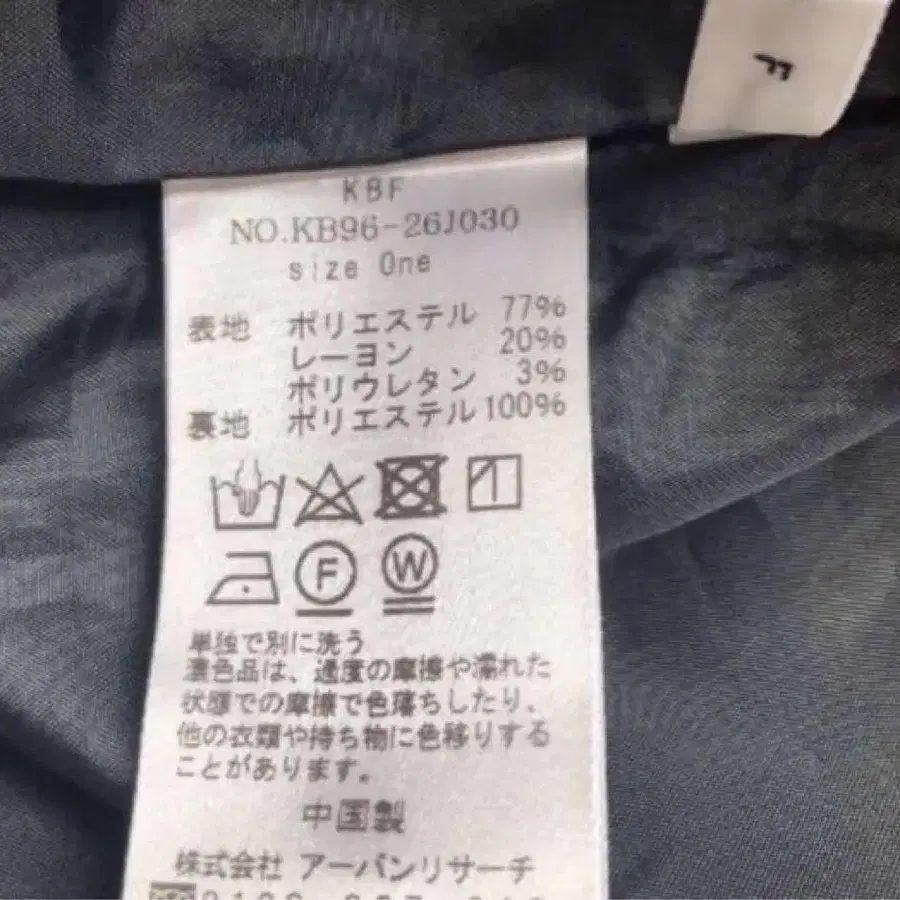 F
KBF
NO.KB96-26J030
size One
表地 ポリエステル 77%
レーヨン 20%
ポリウレタン 3%
裏地 ポリエステル 100%
F W
単独で別に洗う
濃色品は、過度の摩擦や濡れた
状態での摩擦で色落ちしたり、
他の衣類や持ち物に色移りする
ことがあります。
中国製
株式会社 アーバンリサーチ